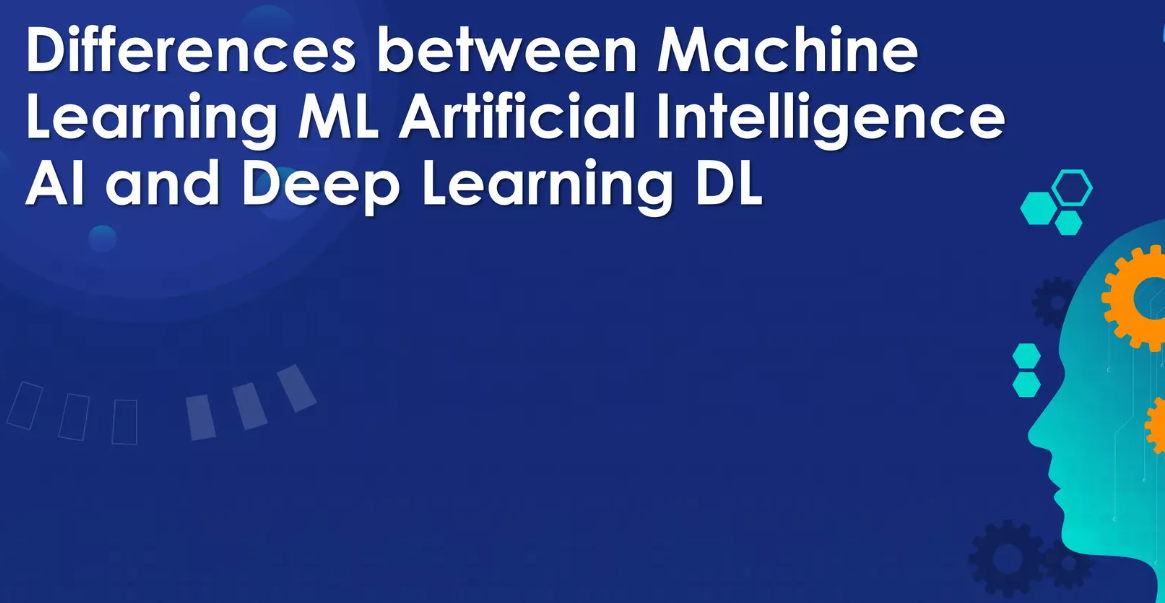 Differences between Machine
Learning ML Artificial Intelligence
AI and Deep Learning DL